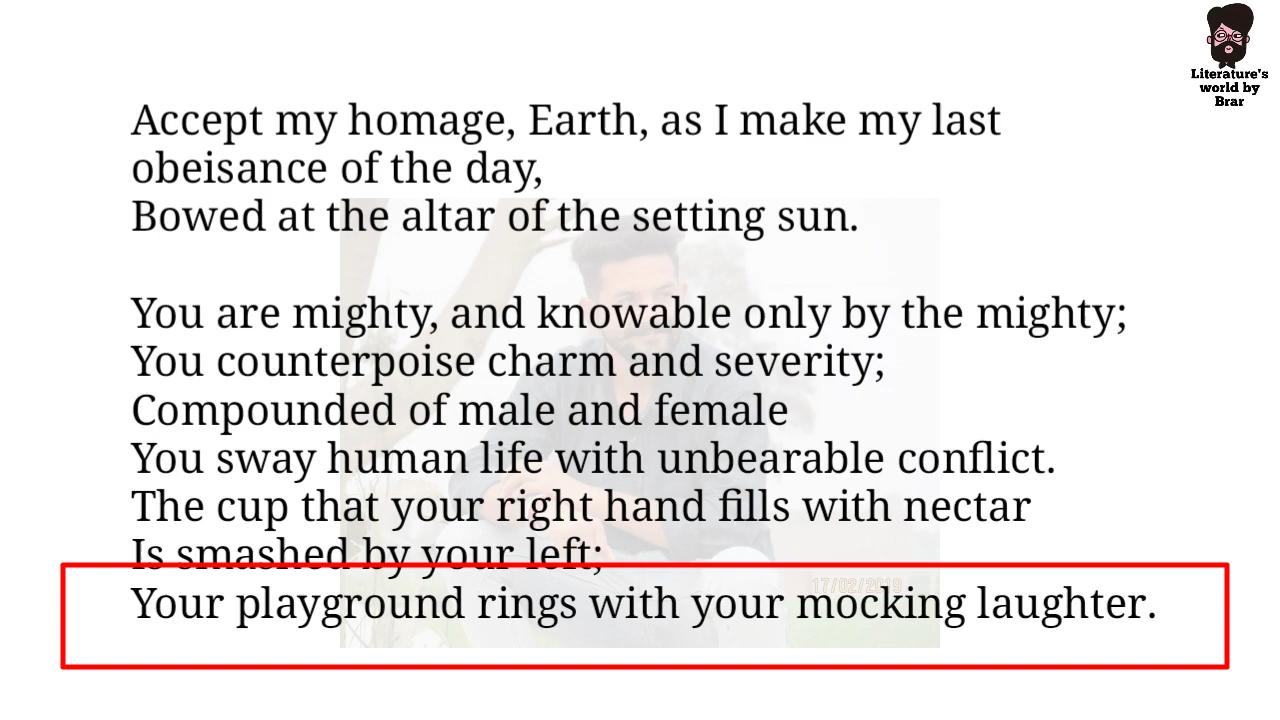 Literature's
world by
Brar
Accept my homage, Earth, as I make my last
obeisance of the day,
Bowed at the altar of the setting sun.
You are mighty, and knowable only by the mighty;
You counterpoise charm and severity;
Compounded of male and female
You sway human life with unbearable conflict.
The cup that your right hand fills with nectar
Is smashed by your left;
17/02/2019
Your playground rings with your mocking laughter.